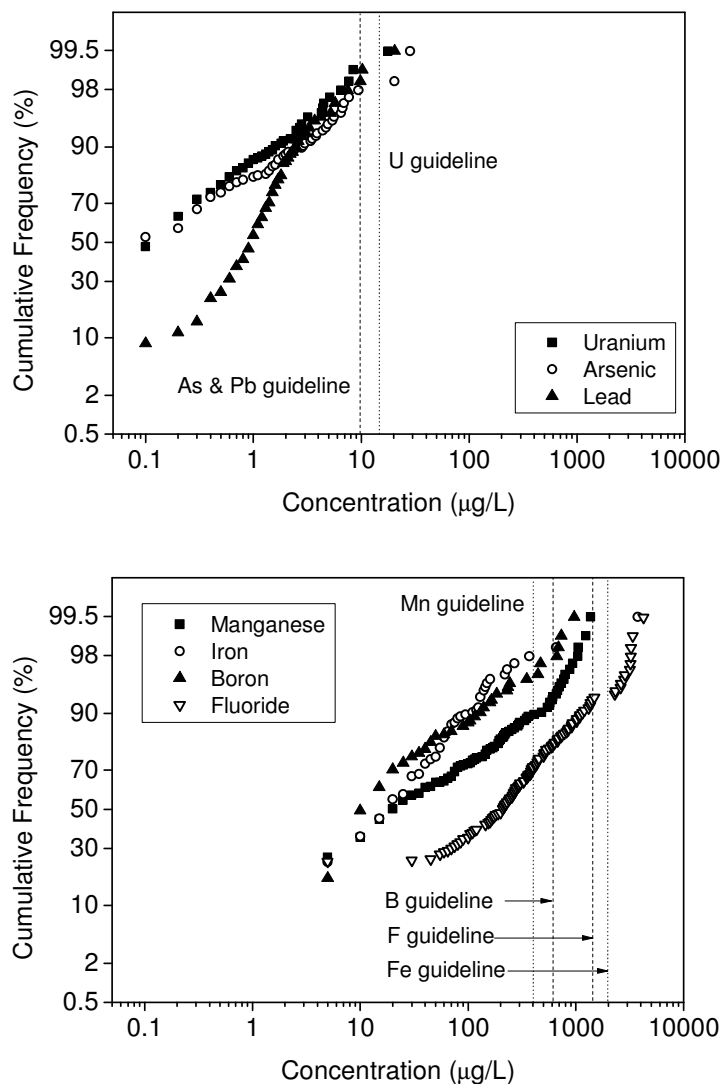 99.5
98
90
70
50
30
10
2
0.5
Cumulative Frequency (%)
U guideline
As & Pb guideline
Uranium
Arsenic
Lead
0.1 1 10 100 1000 10000
Concentration (μg/L)
99.5
98
90
70
50
30
10
2
0.5
Cumulative Frequency (%)
Manganese
Iron
Boron
Fluoride
Mn guideline
B guideline
F guideline
Fe guideline
0.1 1 10 100 1000 10000
Concentration (μg/L)